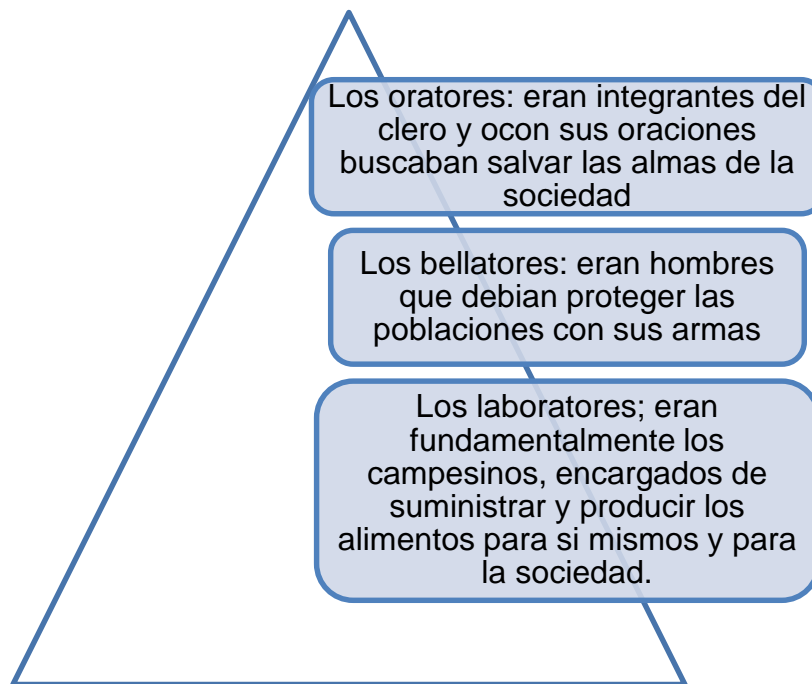 Los oratores: eran integrantes del
clero y ocon sus oraciones
buscaban salvar las almas de la
sociedad
Los bellatores: eran hombres
que debian proteger las
poblaciones con sus armas
Los laboratores; eran
fundamentalmente los
campesinos, encargados de
suministrar y producir los
alimentos para si mismos y para
la sociedad.